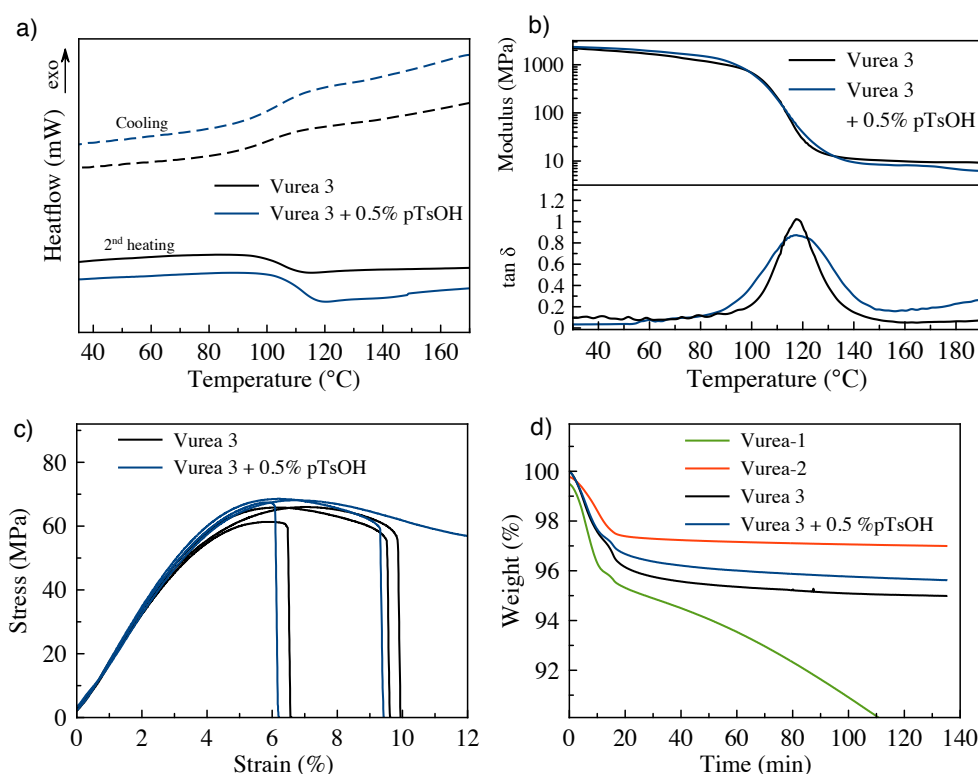 a)
exo
Heatflow (mW)
Cooling
Vurea 3
Vurea 3 + 0.5% pTsOH
2nd heating
40 60 80 100 120 140 160
Temperature (°C)
b)
Modulus (MPa)
1000
100
10
Vurea 3
Vurea 3
+ 0.5% pTsOH
tan δ
1.2
1
0.8
0.6
0.4
0.2
0
40 60 80 100 120 140 160 180
Temperature (°C)
c)
Vurea 3
Vurea 3 + 0.5% pTsOH
Stress (MPa)
80
60
40
20
0
0 2 4 6 8 10 12
Strain (%)
d)
Vurea-1
Vurea-2
Vurea 3
Vurea 3 + 0.5 %pTsOH
Weight (%)
100
98
96
94
92
0 20 40 60 80 100 120 140
Time (min)